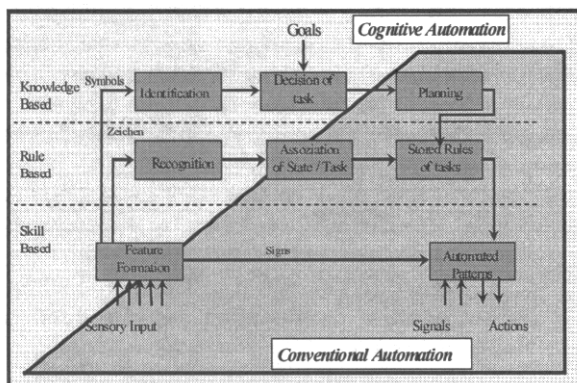 Goals
Cognitive Automation
Knowledge
Based
Symbols
Identification
Decision of
task
Planning
Zeichen
Rule
Based
Recognition
Association
of State / Task
Stored Rules
of tasks
Skill
Based
Feature
Formation
Signs
Automated
Patterns
Sensory Input
Signals
Actions
Conventional Automation